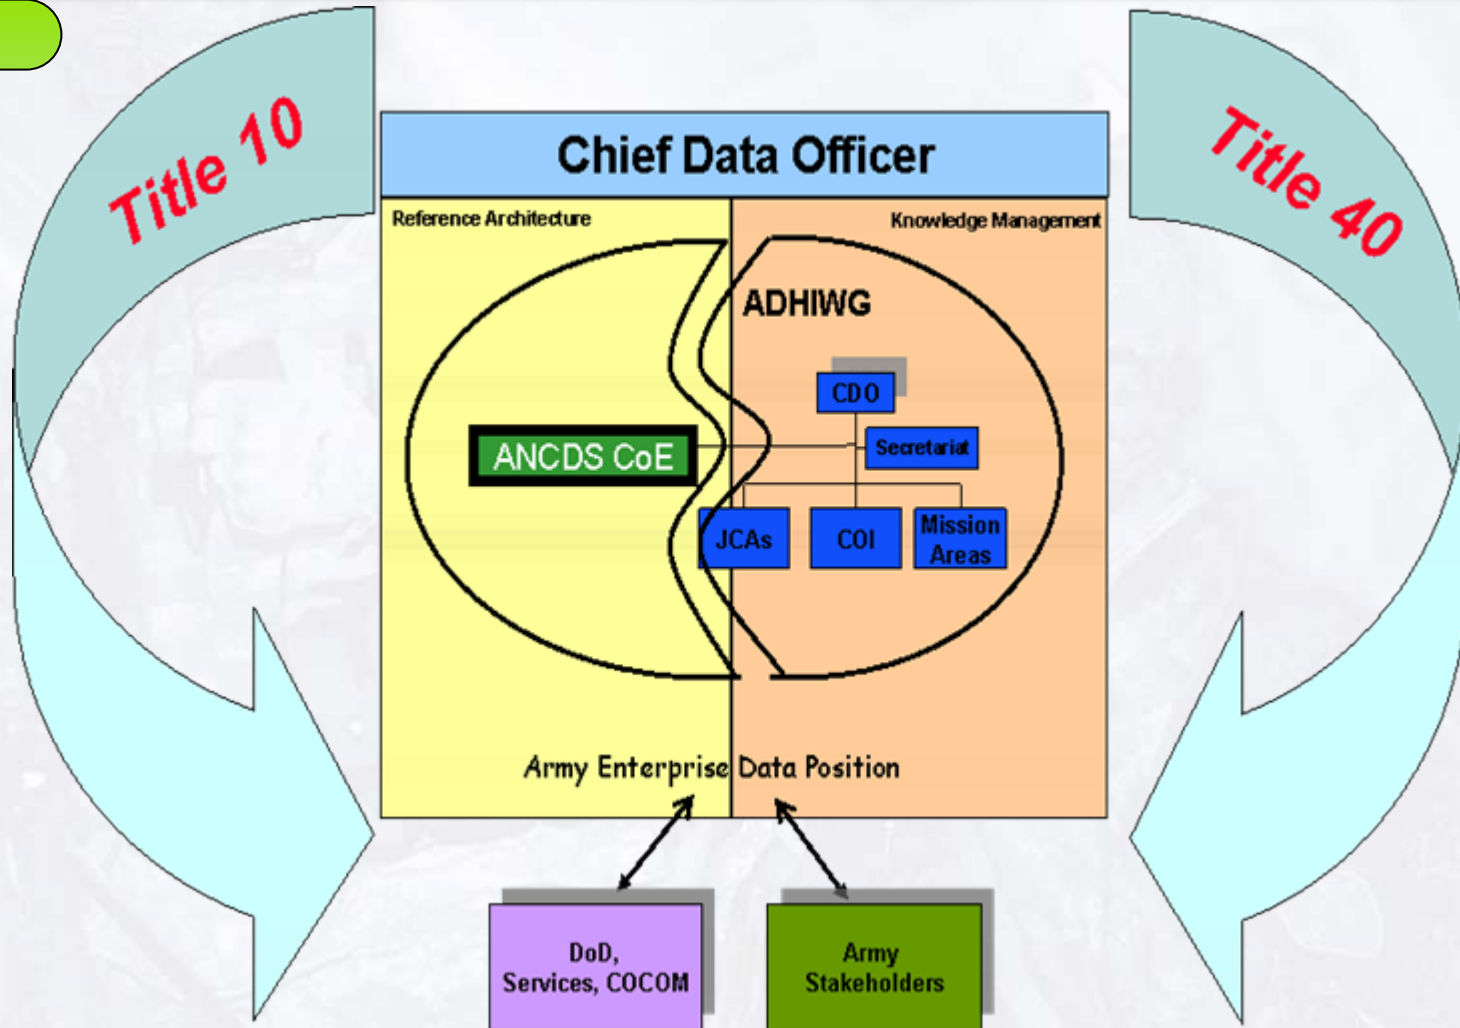 Title 10
Title 40
Chief Data Officer
Reference Architecture
Knowledge Management
ADHIWG
CDO
Secretariat
ANCDS CoE
JCAs
COI
Mission
Areas
Army Enterprise Data Position
DoD,
Services, COCOM
Army
Stakeholders